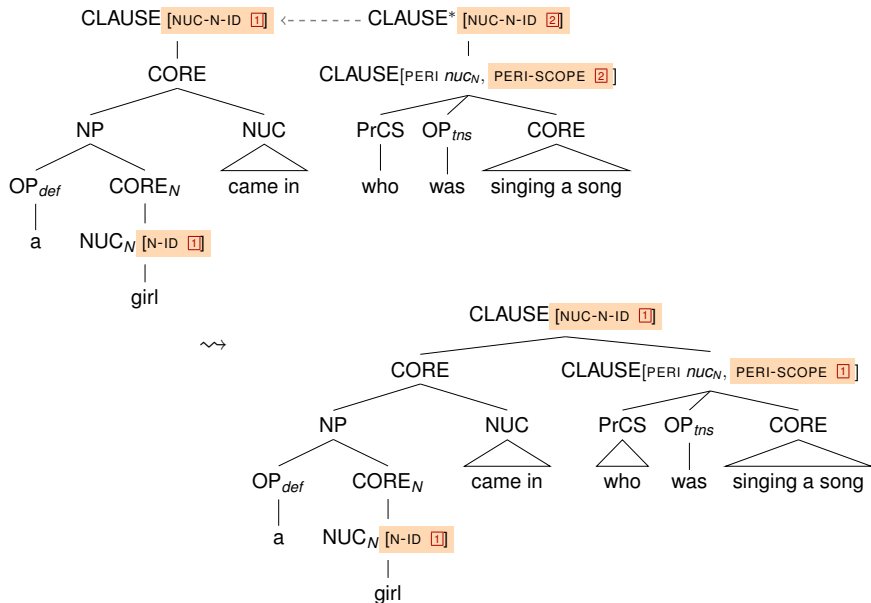 CLAUSE[NUC-N-ID 1] CLAUSE* [NUC-N-ID 2]
CORE CLAUSE[PERI nucN, PERI-SCOPE 2]
NP NUC PrCS OPtns CORE
OPdef COREN came in who was singing a song
a NUCN [N-ID 1]
girl
⇝ CLAUSE[NUC-N-ID 1]
CORE CLAUSE[PERI nucN, PERI-SCOPE 1]
NP NUC PrCS OPtns CORE
OPdef COREN came in who was singing a song
a NUCN [N-ID 1]
girl